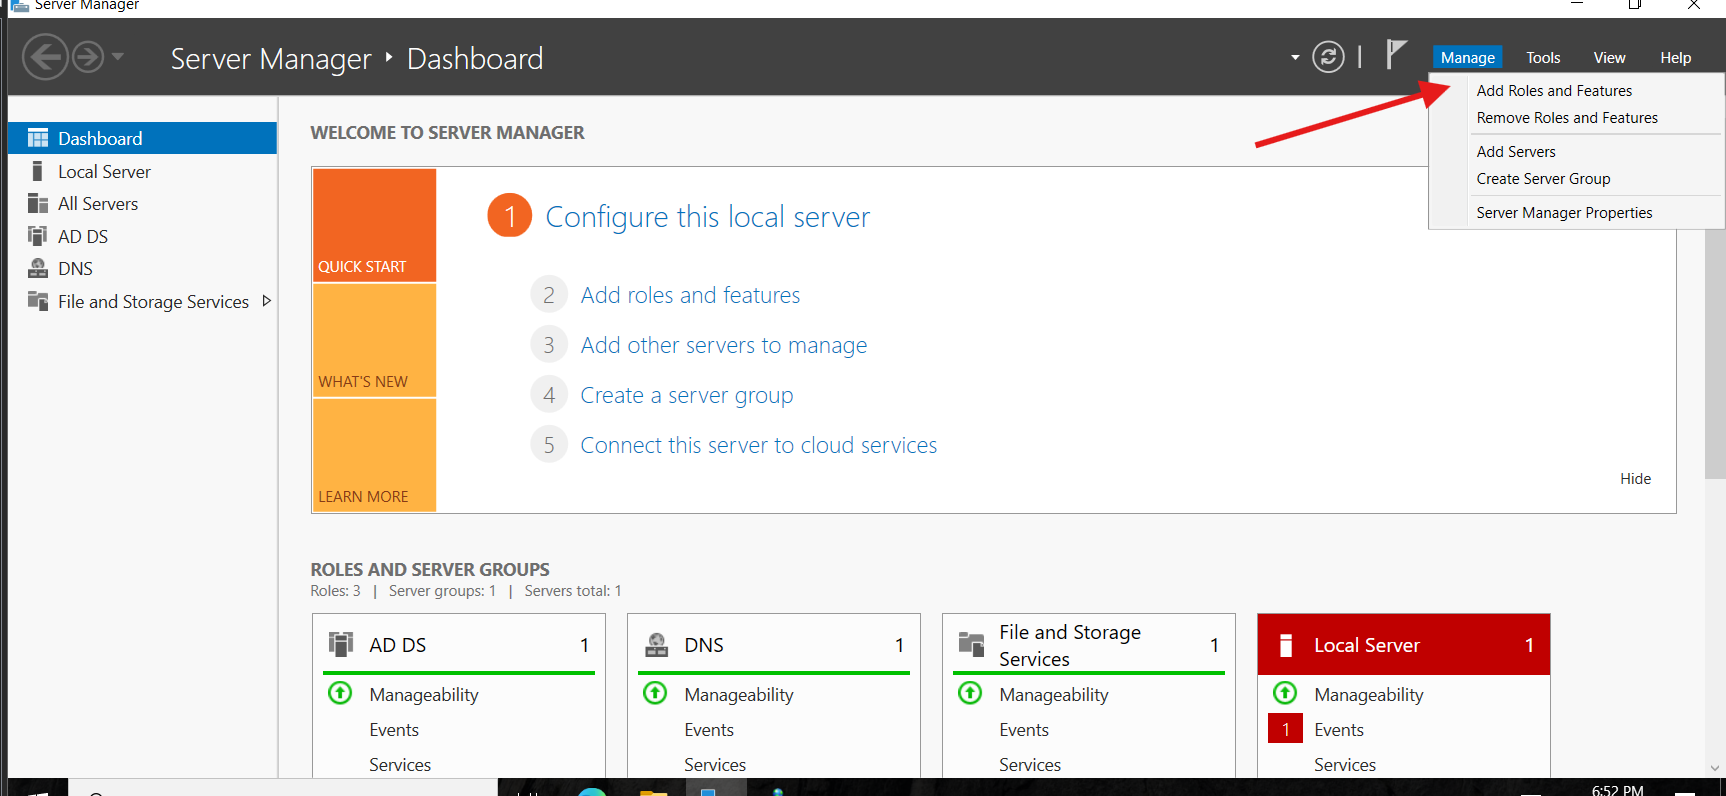 Server Manager
Server Manager Dashboard
Manage Tools View Help
Add Roles and Features
Remove Roles and Features
Add Servers
Create Server Group
Server Manager Properties
Dashboard
Local Server
All Servers
AD DS
DNS
File and Storage Services
WELCOME TO SERVER MANAGER
QUICK START
WHAT'S NEW
LEARN MORE
1 Configure this local server
2 Add roles and features
3 Add other servers to manage
4 Create a server group
5 Connect this server to cloud services
Hide
ROLES AND SERVER GROUPS
Roles: 3 | Server groups: 1 | Servers total: 1
AD DS 1
Manageability
Events
Services
DNS 1
Manageability
Events
Services
File and Storage Services 1
Manageability
Events
Services
Local Server 1
Manageability
1 Events
Services
6:52 PM